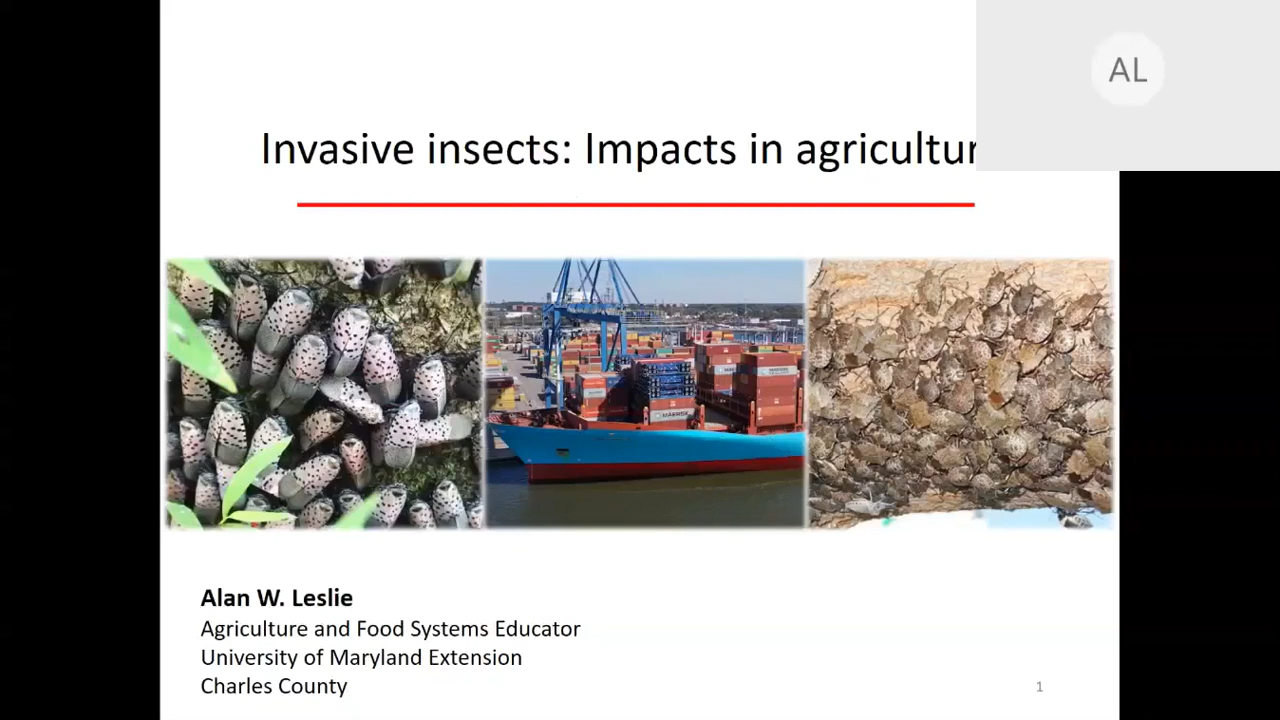 AL
Invasive insects: Impacts in agricultur
MAERSK
Alan W. Leslie
Agriculture and Food Systems Educator
University of Maryland Extension
Charles County
1